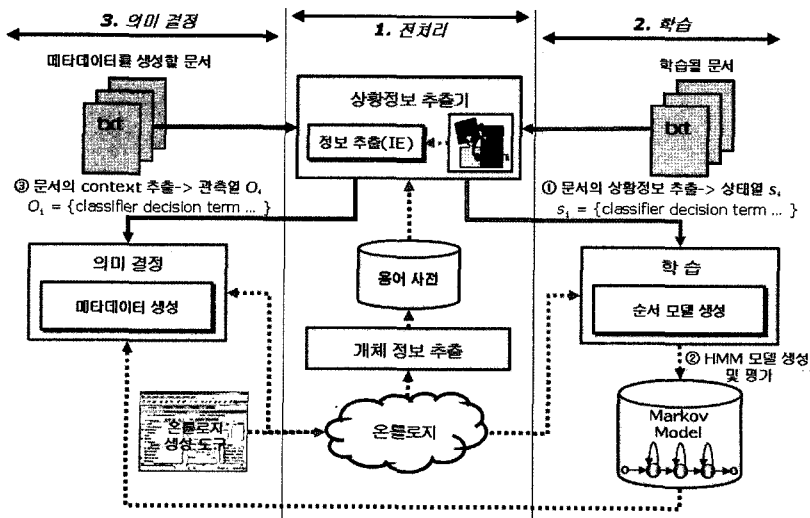 3. 의미 결정
1. 전처리
2. 학습
메타데이터를 생성할 문서
txt
상황정보 추출기
정보 추출(IE)
학습될 문서
txt
③ 문서의 context 추출-> 관측열 Oᵢ
Oᵢ = {classifier decision term ... }
① 문서의 상황정보 추출-> 상태열 sᵢ
sᵢ = {classifier decision term ... }
의미 결정
메타데이터 생성
용어 사전
학 습
순서 모델 생성
개체 정보 추출
② HMM 모델 생성
및 평가
온톨로지
생성 도구
온톨로지
Markov
Model